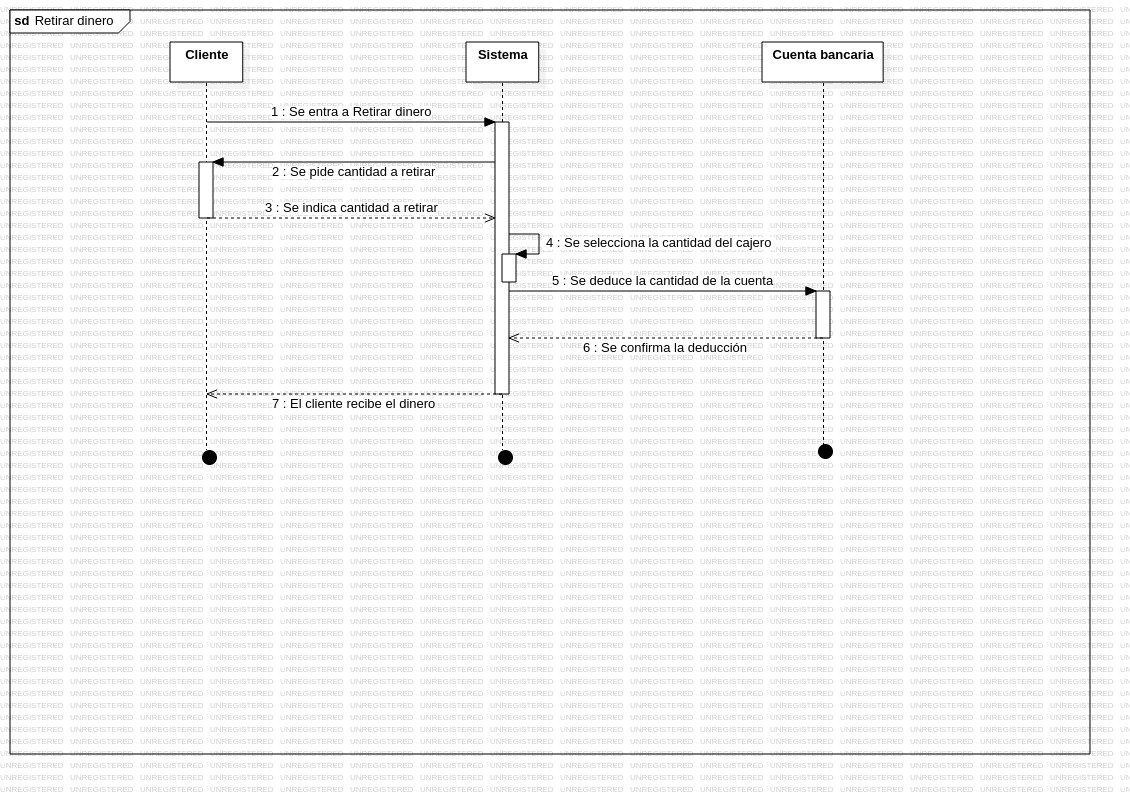 sd Retirar dinero
Cliente
Sistema
Cuenta bancaria
1 : Se entra a Retirar dinero
2 : Se pide cantidad a retirar
3 : Se indica cantidad a retirar
4 : Se selecciona la cantidad del cajero
5 : Se deduce la cantidad de la cuenta
6 : Se confirma la deducción
7 : El cliente recibe el dinero
UNREGISTERED